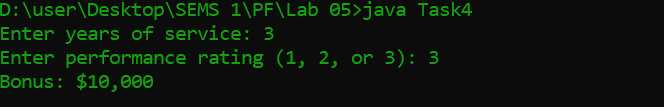 D:\user\Desktop\SEMS 1\PF\Lab 05>java Task4
Enter years of service: 3
Enter performance rating (1, 2, or 3): 3
Bonus: $10,000